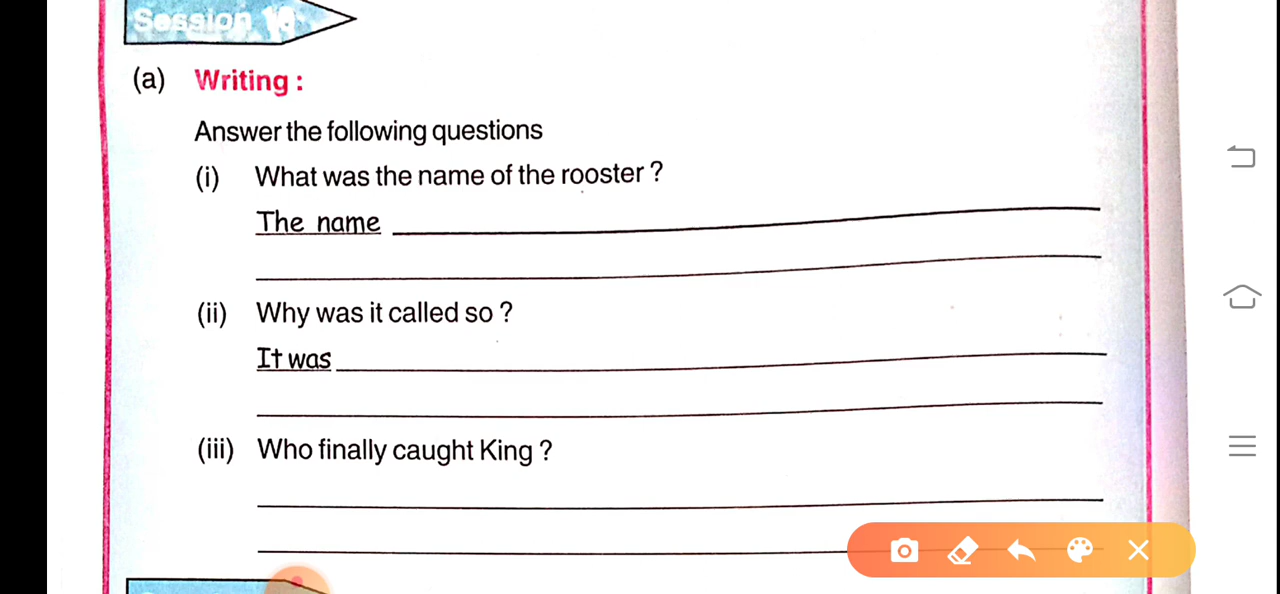 Session
(a) Writing :
Answer the following questions
(i) What was the name of the rooster ?
The name
(ii) Why was it called so ?
It was
(iii) Who finally caught King ?